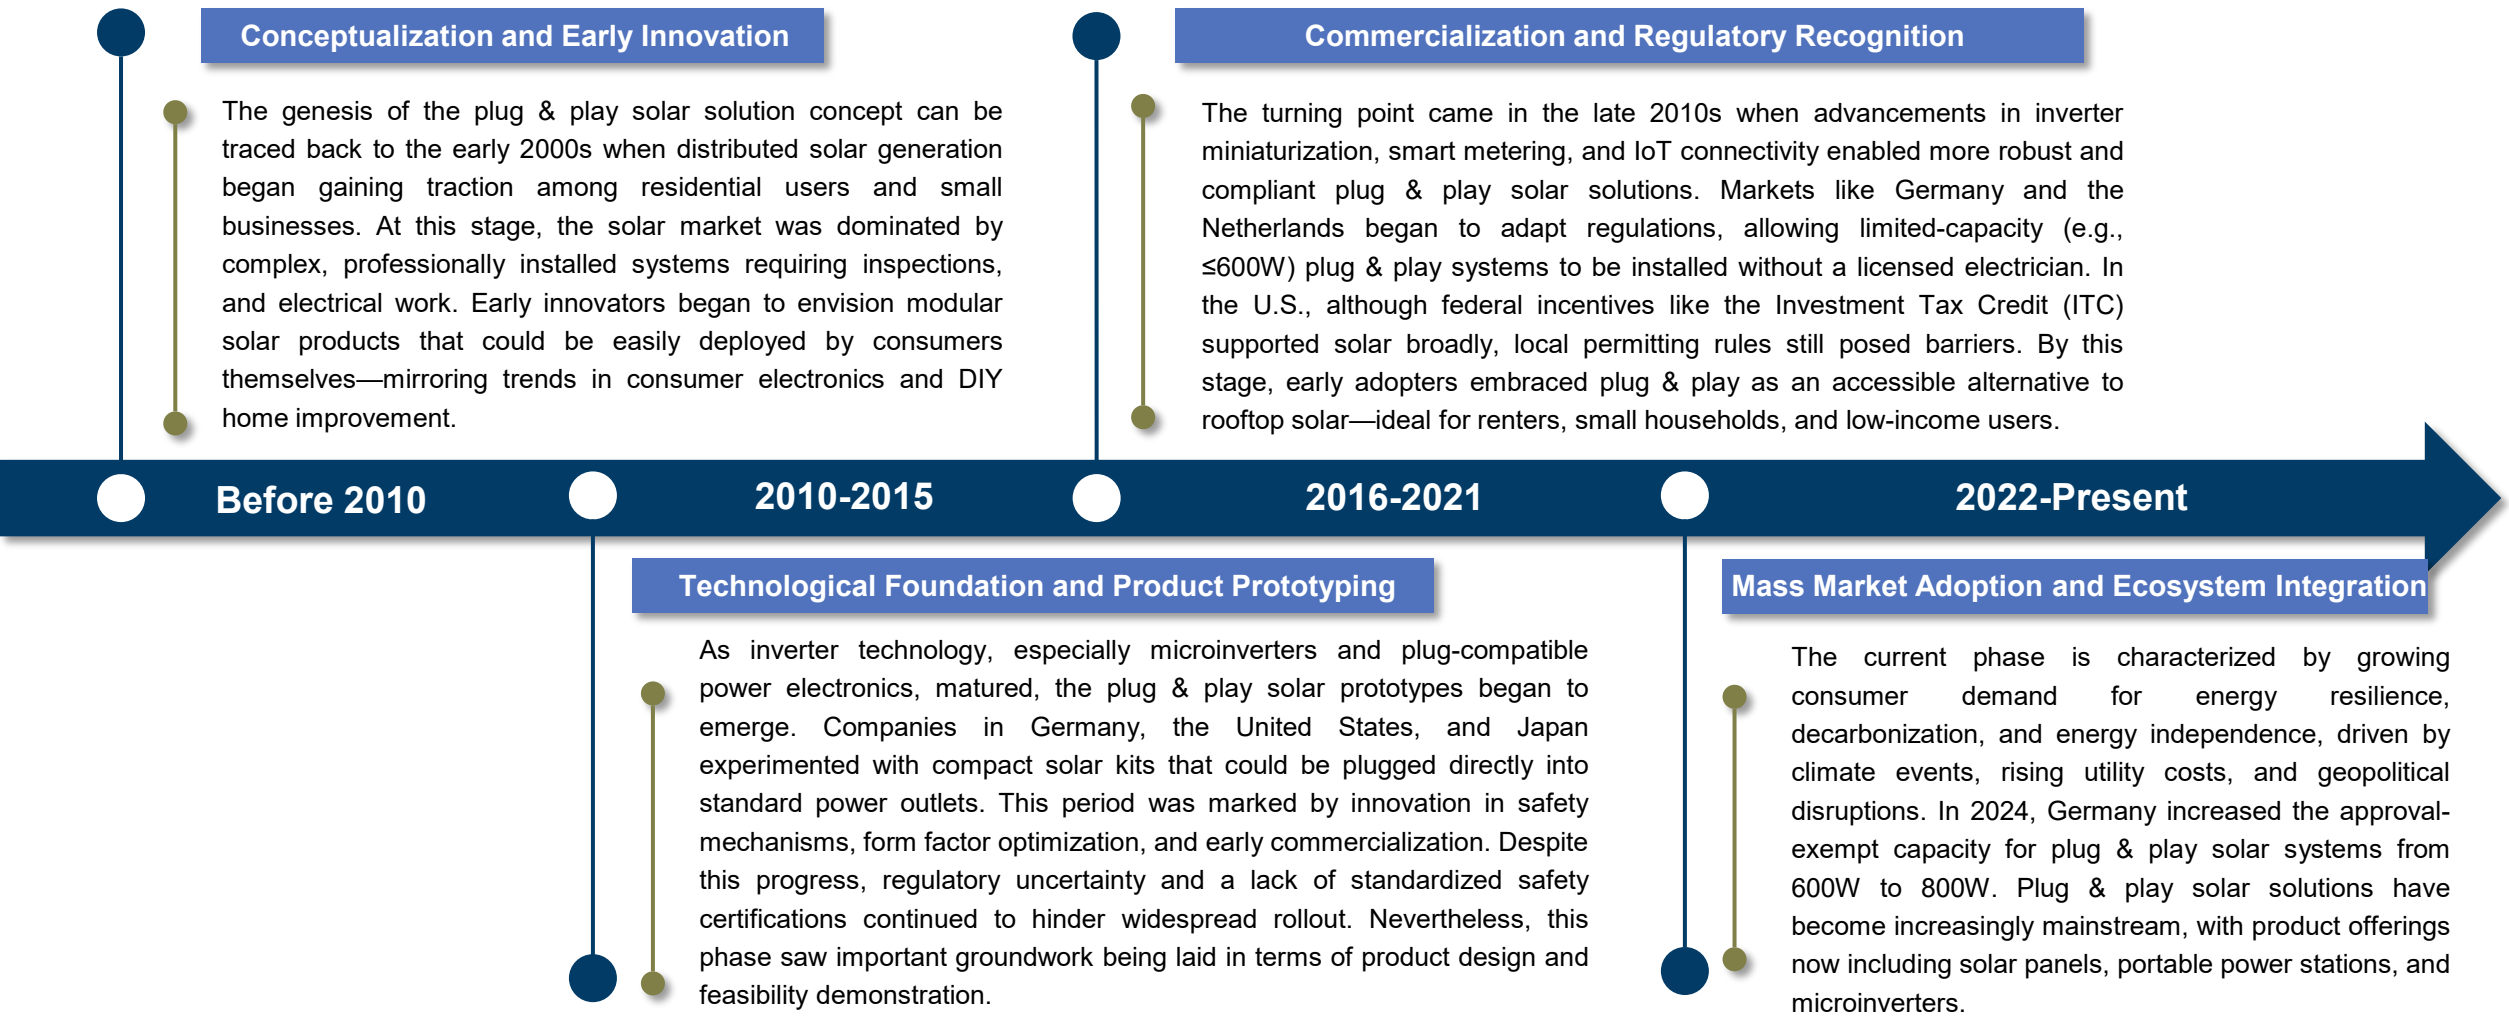 Conceptualization and Early Innovation
The genesis of the plug & play solar solution concept can be
traced back to the early 2000s when distributed solar generation
began gaining traction among residential users and small
businesses. At this stage, the solar market was dominated by
complex, professionally installed systems requiring inspections,
and electrical work. Early innovators began to envision modular
solar products that could be easily deployed by consumers
themselves—mirroring trends in consumer electronics and DIY
home improvement.
Commercialization and Regulatory Recognition
The turning point came in the late 2010s when advancements in inverter
miniaturization, smart metering, and IoT connectivity enabled more robust and
compliant plug & play solar solutions. Markets like Germany and the
Netherlands began to adapt regulations, allowing limited-capacity (e.g.,
≤600W) plug & play systems to be installed without a licensed electrician. In
the U.S., although federal incentives like the Investment Tax Credit (ITC)
supported solar broadly, local permitting rules still posed barriers. By this
stage, early adopters embraced plug & play as an accessible alternative to
rooftop solar—ideal for renters, small households, and low-income users.
Before 2010
2010-2015
2016-2021
2022-Present
Technological Foundation and Product Prototyping
As inverter technology, especially microinverters and plug-compatible
power electronics, matured, the plug & play solar prototypes began to
emerge. Companies in Germany, the United States, and Japan
experimented with compact solar kits that could be plugged directly into
standard power outlets. This period was marked by innovation in safety
mechanisms, form factor optimization, and early commercialization. Despite
this progress, regulatory uncertainty and a lack of standardized safety
certifications continued to hinder widespread rollout. Nevertheless, this
phase saw important groundwork being laid in terms of product design and
feasibility demonstration.
Mass Market Adoption and Ecosystem Integration
The current phase is characterized by growing
consumer demand for energy resilience,
decarbonization, and energy independence, driven by
climate events, rising utility costs, and geopolitical
disruptions. In 2024, Germany increased the approval-
exempt capacity for plug & play solar systems from
600W to 800W. Plug & play solar solutions have
become increasingly mainstream, with product offerings
now including solar panels, portable power stations, and
microinverters.